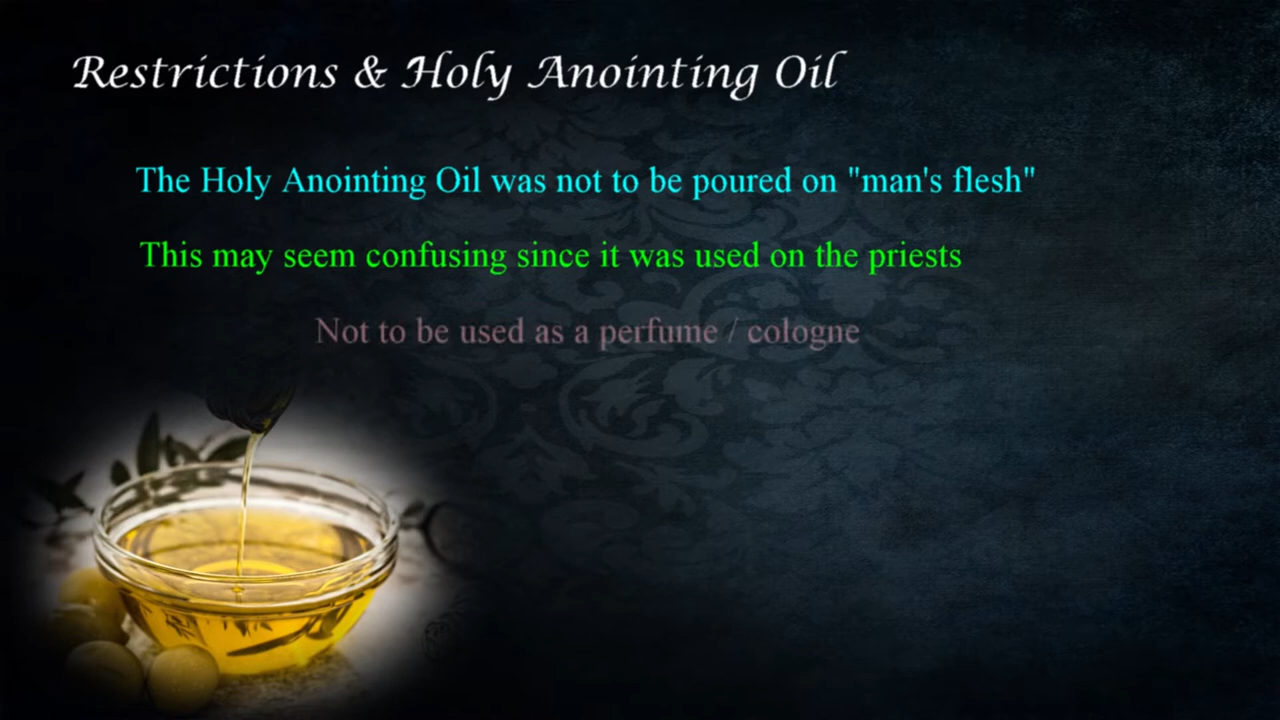 Restrictions & Holy Anointing Oil
The Holy Anointing Oil was not to be poured on "man's flesh"
This may seem confusing since it was used on the priests
Not to be used as a perfume / cologne